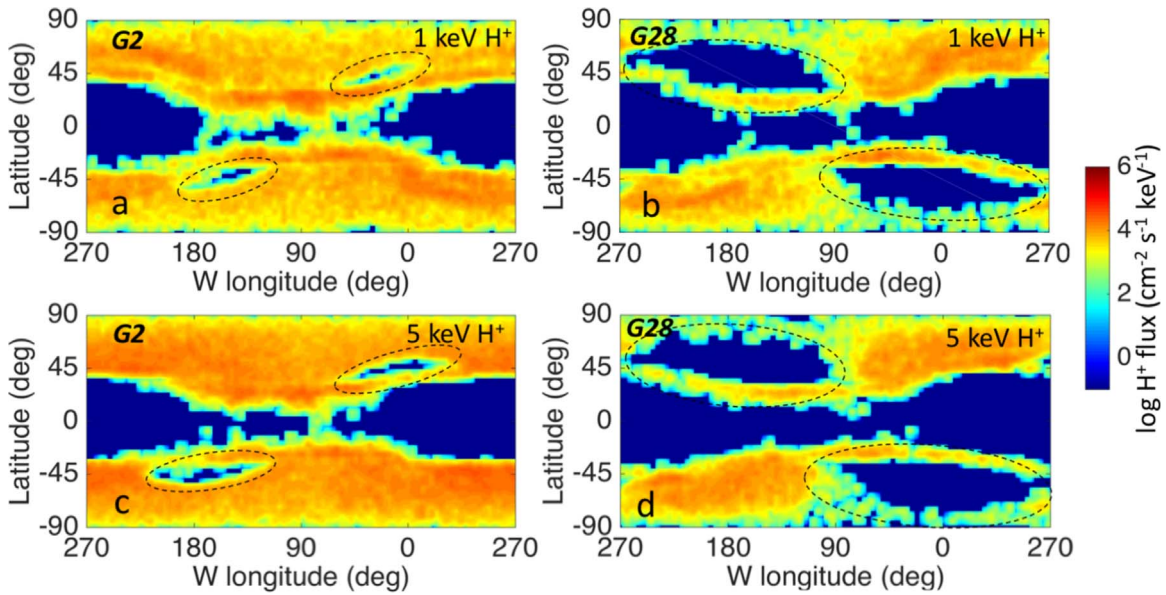 G2 1 keV H⁺
90
45
0
-45
-90
Latitude (deg)
a
270 180 90 0 270
W longitude (deg)
G28 1 keV H⁺
90
45
0
-45
-90
Latitude (deg)
b
270 180 90 0 270
W longitude (deg)
G2 5 keV H⁺
90
45
0
-45
-90
Latitude (deg)
c
270 180 90 0 270
W longitude (deg)
G28 5 keV H⁺
90
45
0
-45
-90
Latitude (deg)
d
270 180 90 0 270
W longitude (deg)
6
4
2
0
log H⁺ flux (cm⁻² s⁻¹ keV⁻¹)